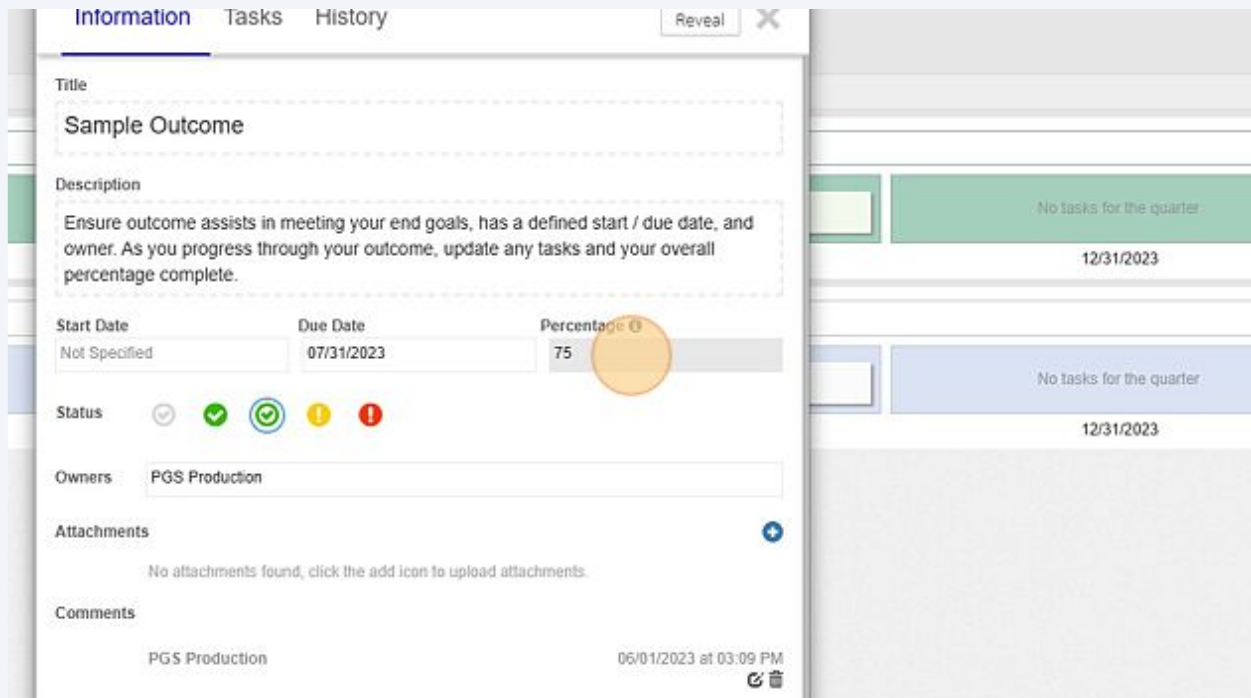 Information Tasks History Reveal
Title
Sample Outcome
Description
Ensure outcome assists in meeting your end goals, has a defined start / due date, and
owner. As you progress through your outcome, update any tasks and your overall
percentage complete.
Start Date Due Date Percentage
Not Specified 07/31/2023 75
Status
Owners PGS Production
Attachments
No attachments found, click the add icon to upload attachments.
Comments
PGS Production 06/01/2023 at 03:09 PM
No tasks for the quarter
12/31/2023
No tasks for the quarter
12/31/2023